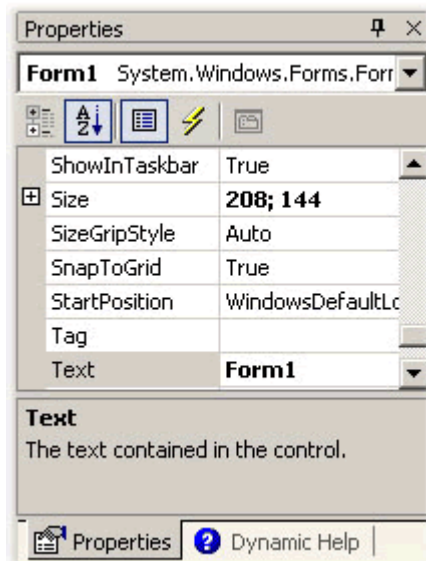 Properties
Form1 System.Windows.Forms.Forr
A
Z
ShowInTaskbar True
Size 208; 144
SizeGripStyle Auto
SnapToGrid True
StartPosition WindowsDefaultLo
Tag
Text Form1
Text
The text contained in the control.
Properties ? Dynamic Help